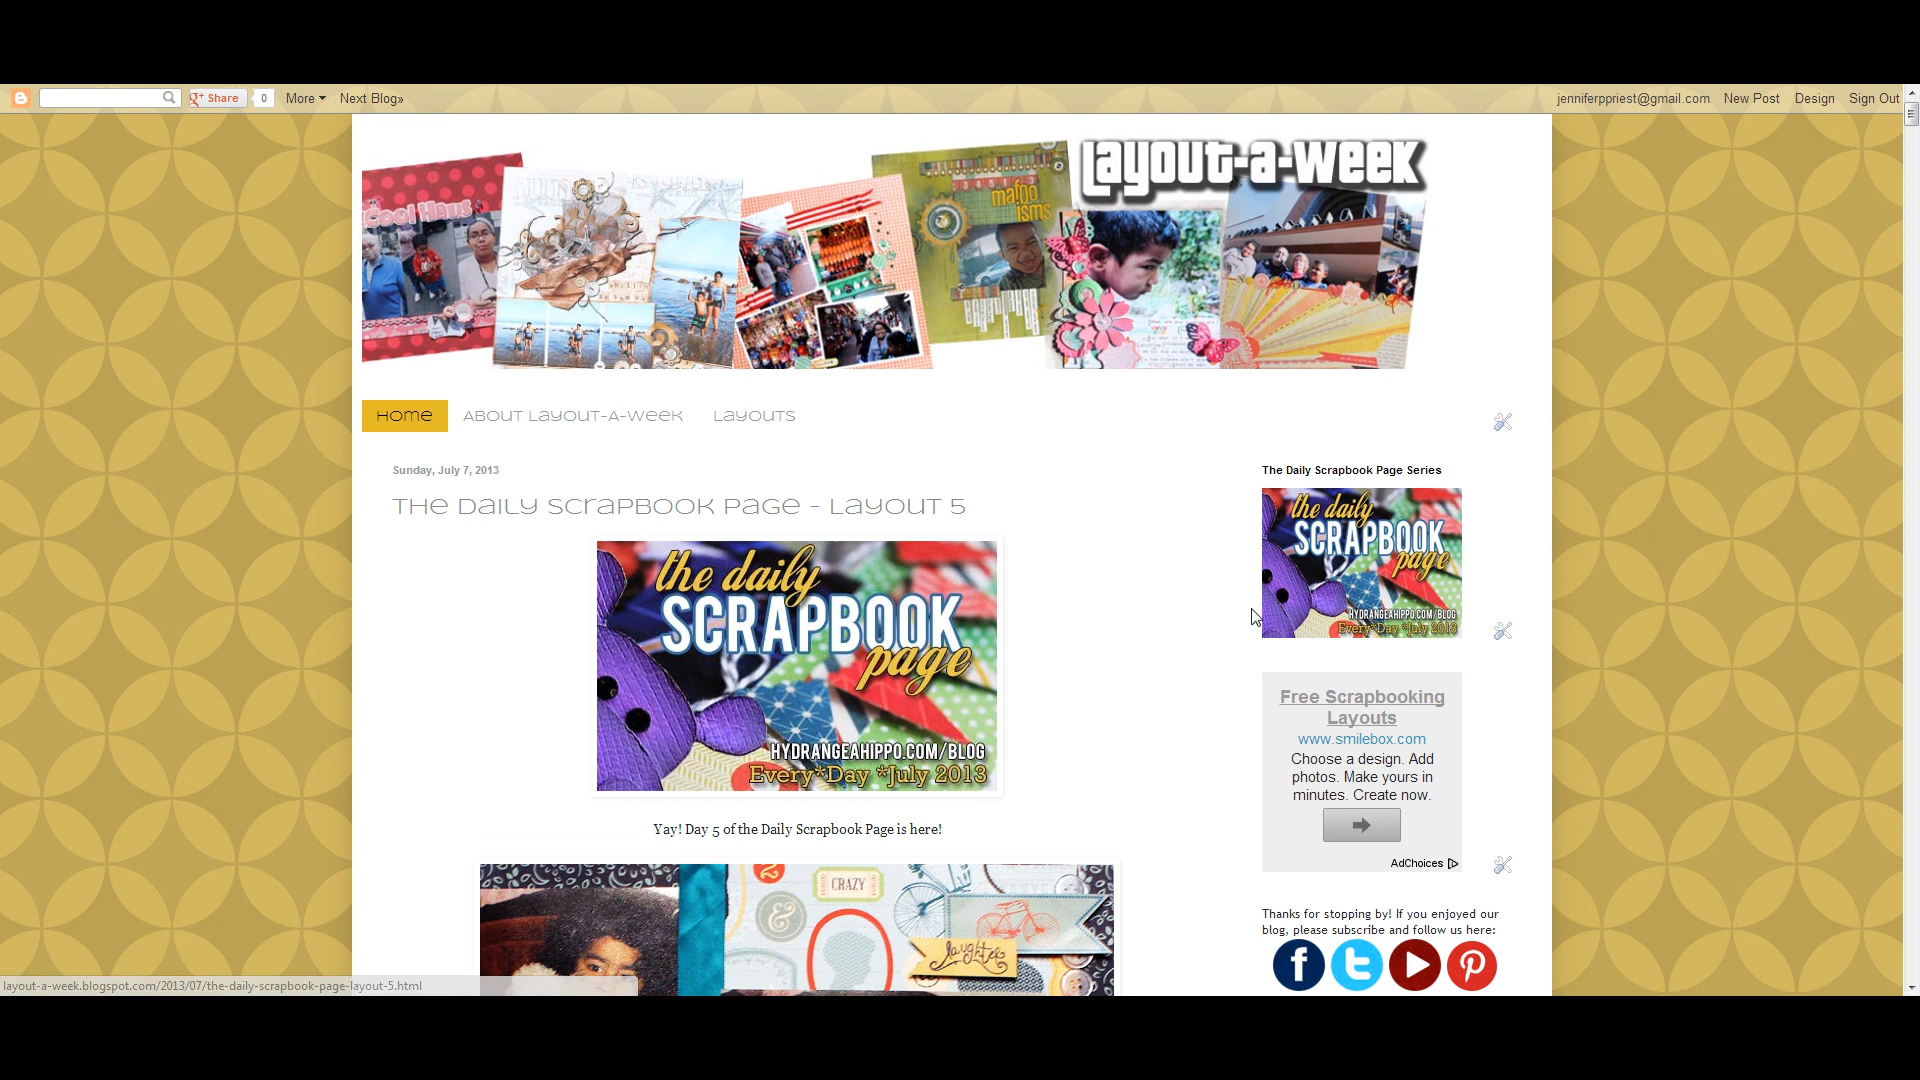 Share
0
More
Next Blog»
jenniferppriest@gmail.com
New Post
Design
Sign Out
Layout-a-Week
Cool Haus
mafoo
isms
Home
About Layout-A-Week
Layouts
Sunday, July 7, 2013
The Daily Scrapbook Page - Layout 5
the daily
SCRAPBOOK
page
HYDRANGEAHIPPO.COM/BLOG
Every*Day *July 2013
Yay! Day 5 of the Daily Scrapbook Page is here!
2
CRAZY
&
laughter
The Daily Scrapbook Page Series
the daily
SCRAPBOOK
page
HYDRANGEAHIPPO.COM/BLOG
Every*Day *July 2013
Free Scrapbooking
Layouts
www.smilebox.com
Choose a design. Add
photos. Make yours in
minutes. Create now.
AdChoices
Thanks for stopping by! If you enjoyed our
blog, please subscribe and follow us here:
layout-a-week.blogspot.com/2013/07/the-daily-scrapbook-page-layout-5.html